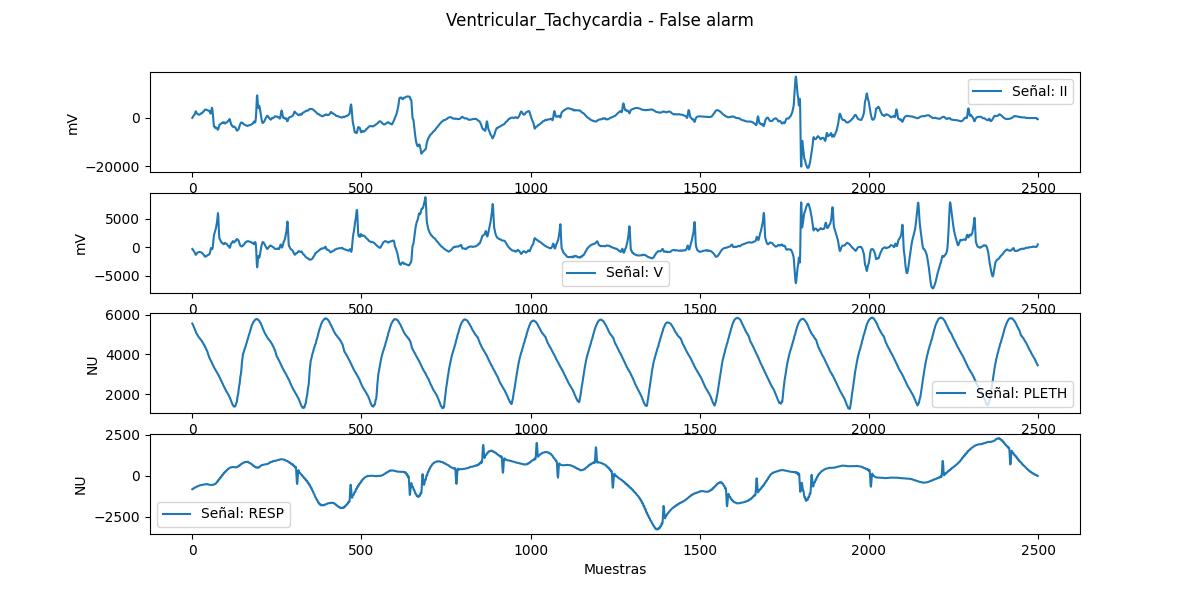 Ventricular_Tachycardia - False alarm
mV
0
−20000
Señal: II
0 500 1000 1500 2000 2500
mV
5000
0
−5000
Señal: V
0 500 1000 1500 2000 2500
NU
6000
4000
2000
Señal: PLETH
0 500 1000 1500 2000 2500
NU
2500
0
−2500
Señal: RESP
0 500 1000 1500 2000 2500
Muestras